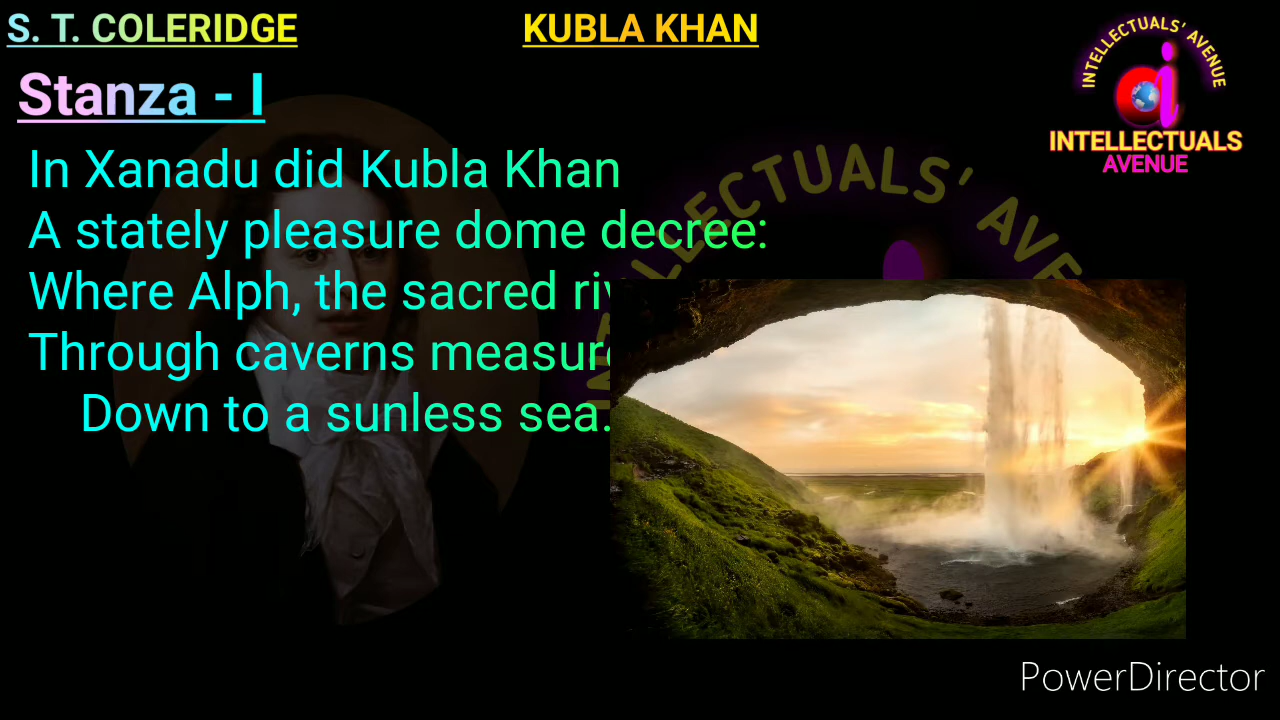 S. T. COLERIDGE
KUBLA KHAN
INTELLECTUALS' AVENUE
i
INTELLECTUALS
AVENUE
Stanza - I
In Xanadu did Kubla Khan
A stately pleasure dome decree:
Where Alph, the sacred
Through caverns
Down to a sunless sea.
PowerDirector